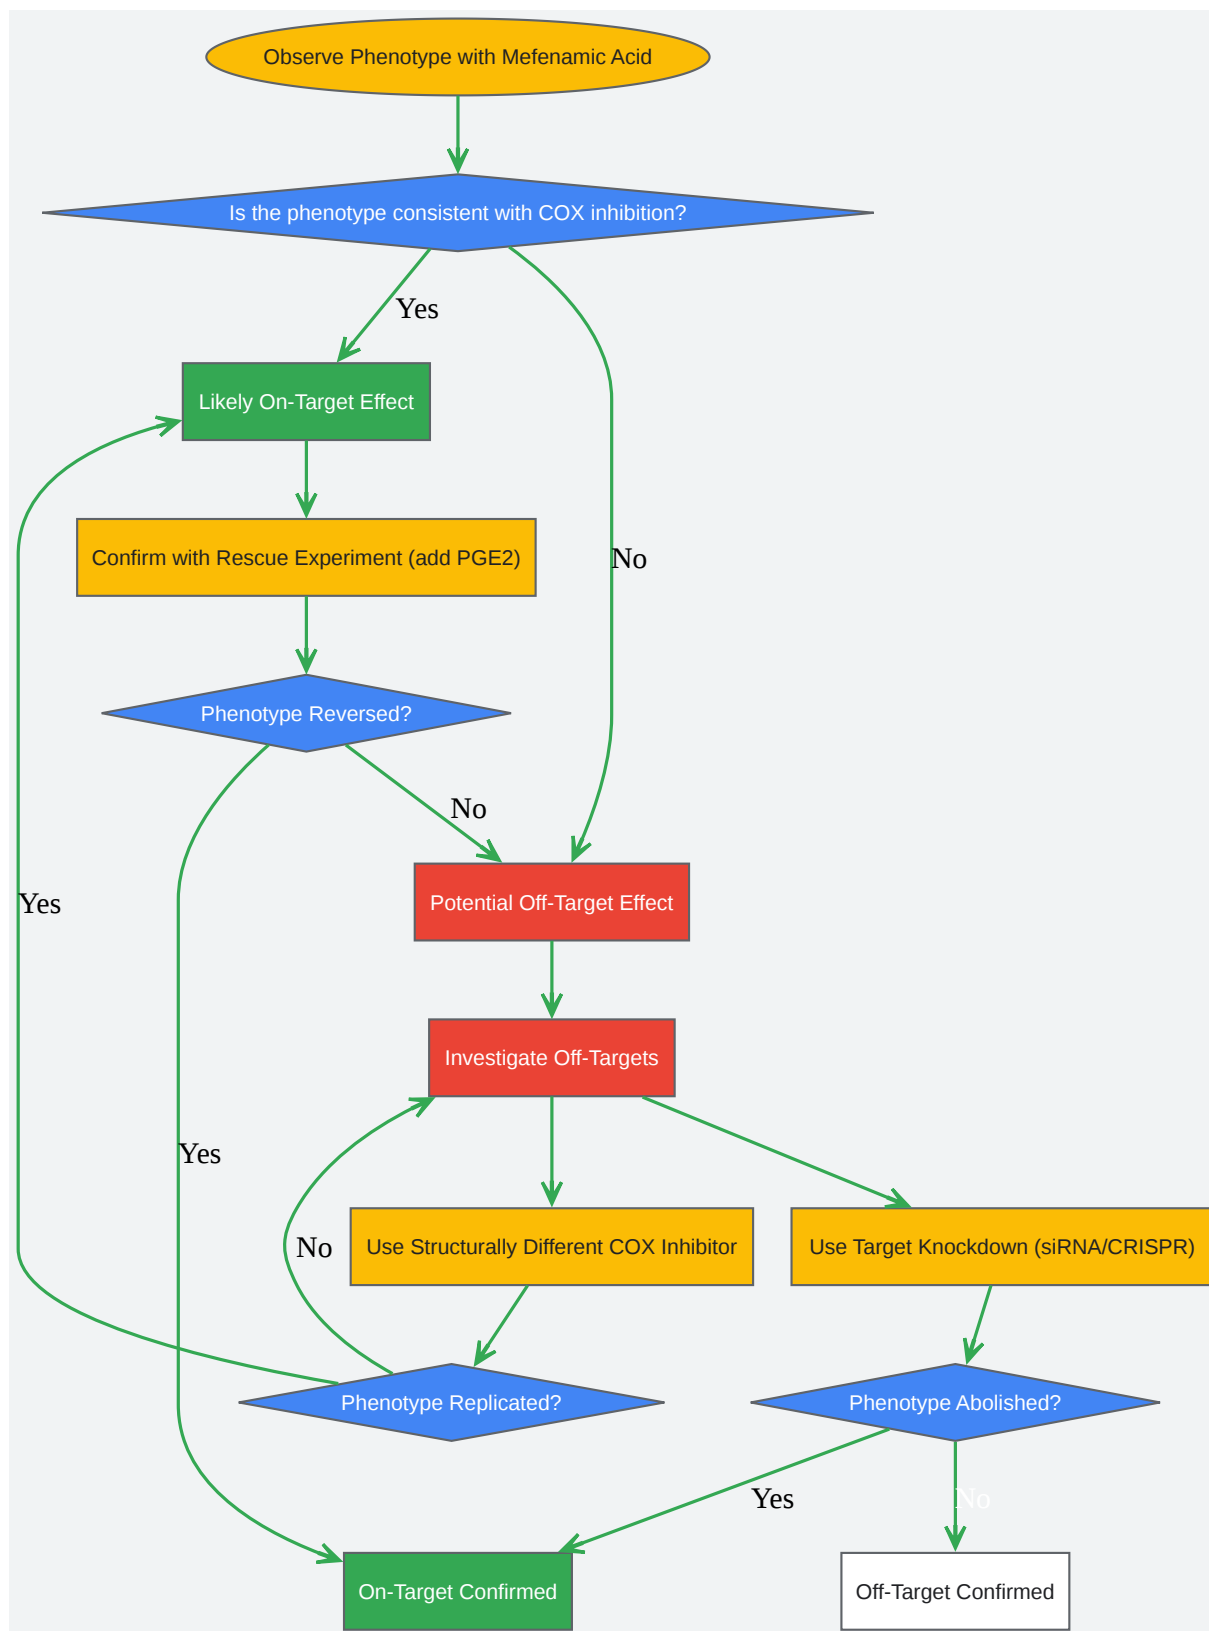 Observe Phenotype with Mefenamic Acid
Is the phenotype consistent with COX inhibition?
Yes
Likely On-Target Effect
No
Confirm with Rescue Experiment (add PGE2)
Phenotype Reversed?
No
Yes
Potential Off-Target Effect
Investigate Off-Targets
Yes
No
Use Structurally Different COX Inhibitor
Use Target Knockdown (siRNA/CRISPR)
Phenotype Replicated?
Phenotype Abolished?
Yes
No
On-Target Confirmed
Off-Target Confirmed